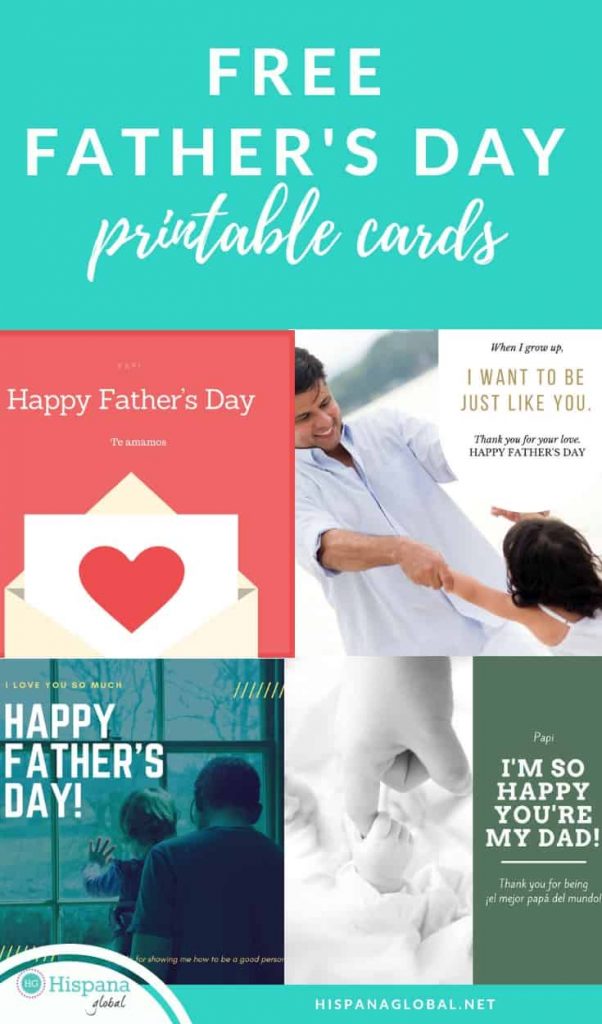 FREE
FATHER'S DAY
printable cards
PAPI
Happy Father's Day
Te amamos
When I grow up,
I WANT TO BE
JUST LIKE YOU.
Thank you for your love.
HAPPY FATHER'S DAY
I LOVE YOU SO MUCH
HAPPY
FATHER'S
DAY!
for showing me how to be a good person
Papi
I'M SO
HAPPY
YOU'RE
MY DAD!
Thank you for being
¡el mejor papá del mundo!
HG Hispana
global
HISPANAGLOBAL.NET